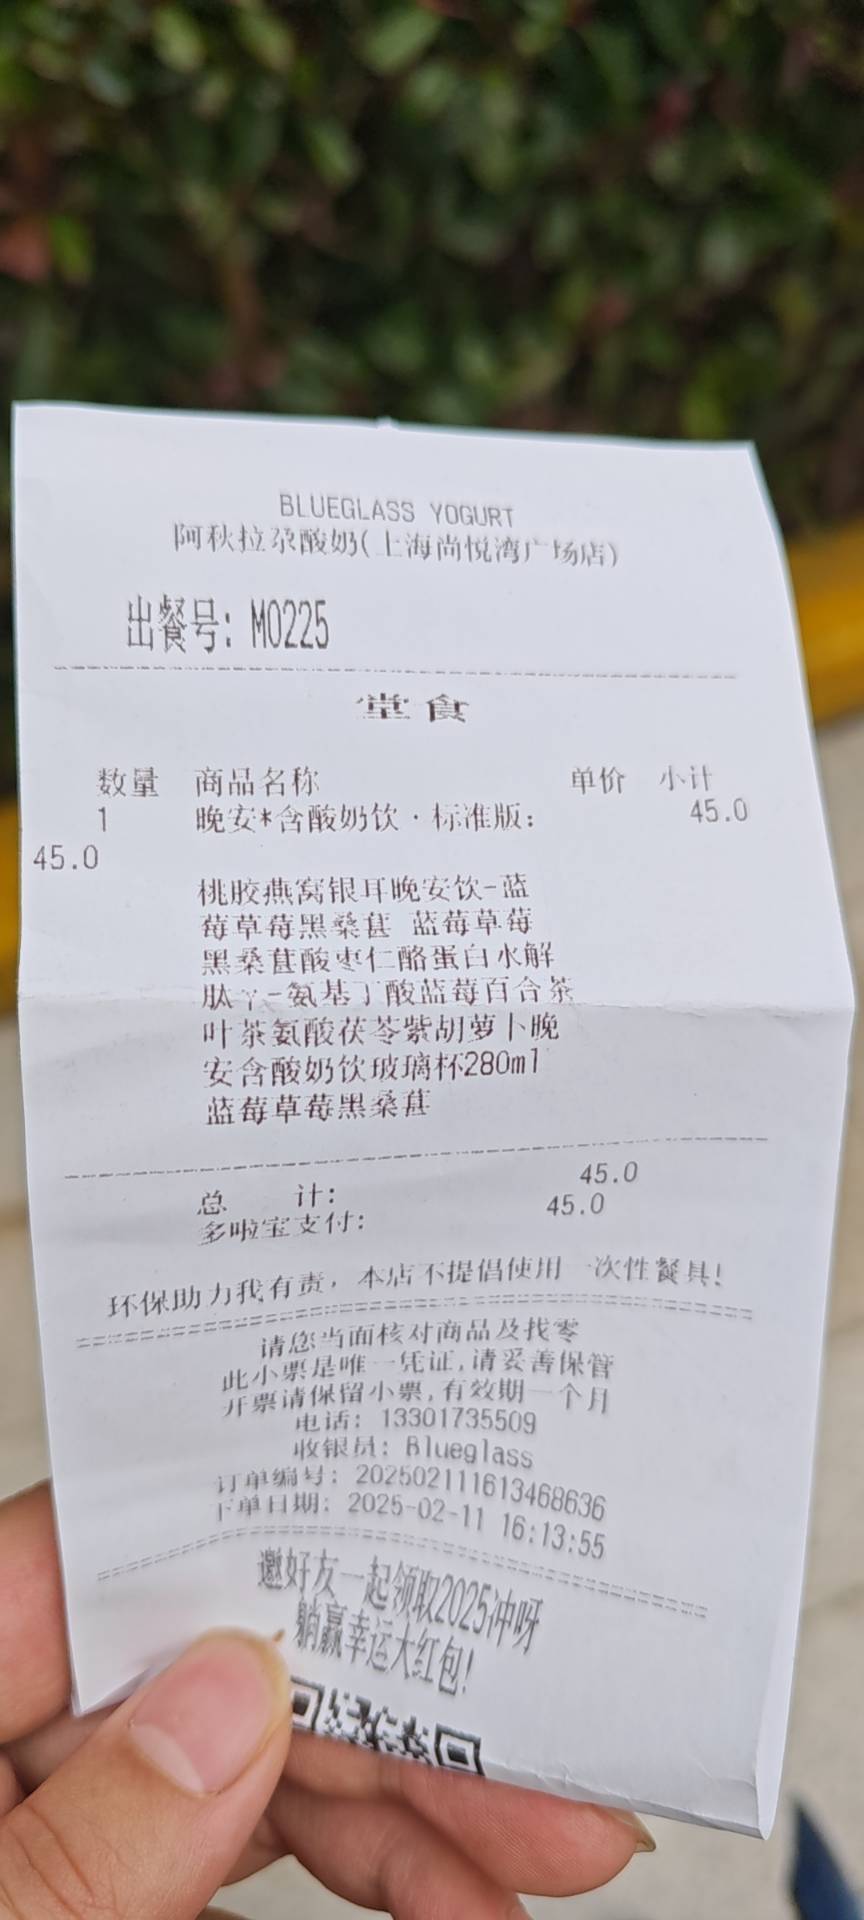 BLUEGLASS YOGURT
阿秋拉尕酸奶(上海尚悦湾广场店)
出餐号: M0225
堂食
数量 商品名称 单价 小计
1 晚安*含酸奶饮·标准版: 45.0
45.0
桃胶燕窝银耳晚安饮-蓝
莓草莓黑桑葚 蓝莓草莓
黑桑葚酸枣仁酪蛋白水解
肽γ-氨基丁酸蓝莓百合茶
叶茶氨酸茯苓紫胡萝卜晚
安含酸奶饮玻璃杯280ml
蓝莓草莓黑桑葚
总 计: 45.0
多啦宝支付: 45.0
环保助力我有责，本店不提倡使用一次性餐具!
请您当面核对商品及找零
此小票是唯一凭证,请妥善保管
开票请保留小票,有效期一个月
电话: 13301735509
收银员: Blueglass
订单编号: 202502111613468636
下单日期: 2025-02-11 16:13:55
邀好友一起领取2025冲呀
躺赢幸运大红包!